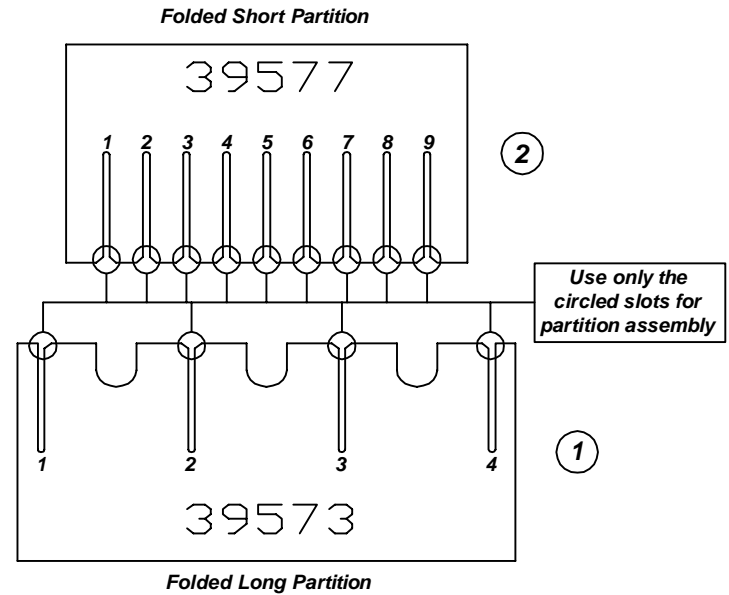 Folded Short Partition
39577
1 2 3 4 5 6 7 8 9
2
Use only the
circled slots for
partition assembly
1 2 3 4
1
39573
Folded Long Partition